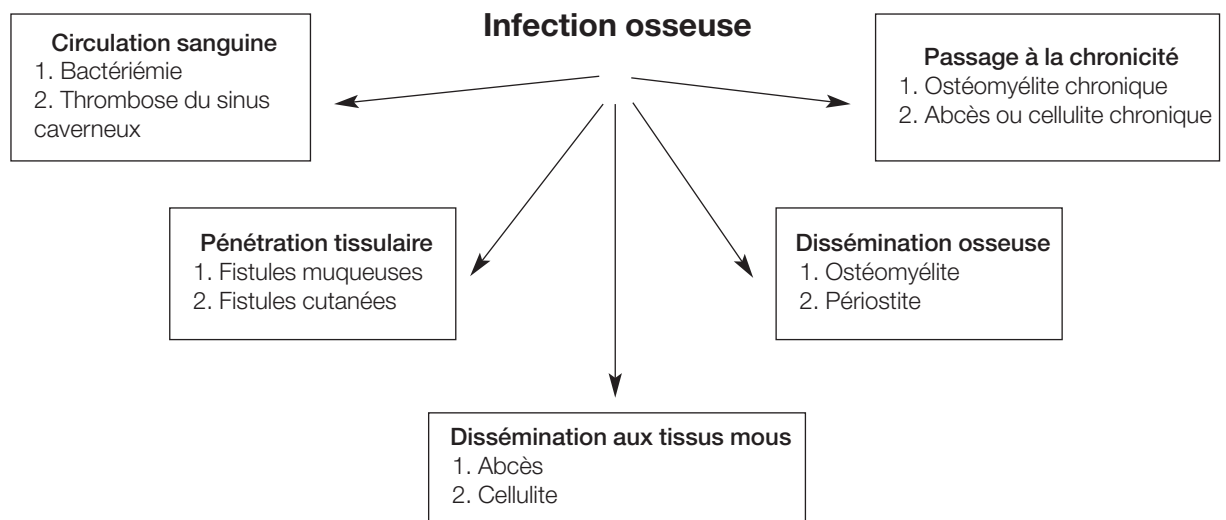 Infection osseuse
Circulation sanguine
1. Bactériémie
2. Thrombose du sinus
caverneux
Passage à la chronicité
1. Ostéomyélite chronique
2. Abcès ou cellulite chronique
Pénétration tissulaire
1. Fistules muqueuses
2. Fistules cutanées
Dissémination osseuse
1. Ostéomyélite
2. Périostite
Dissémination aux tissus mous
1. Abcès
2. Cellulite